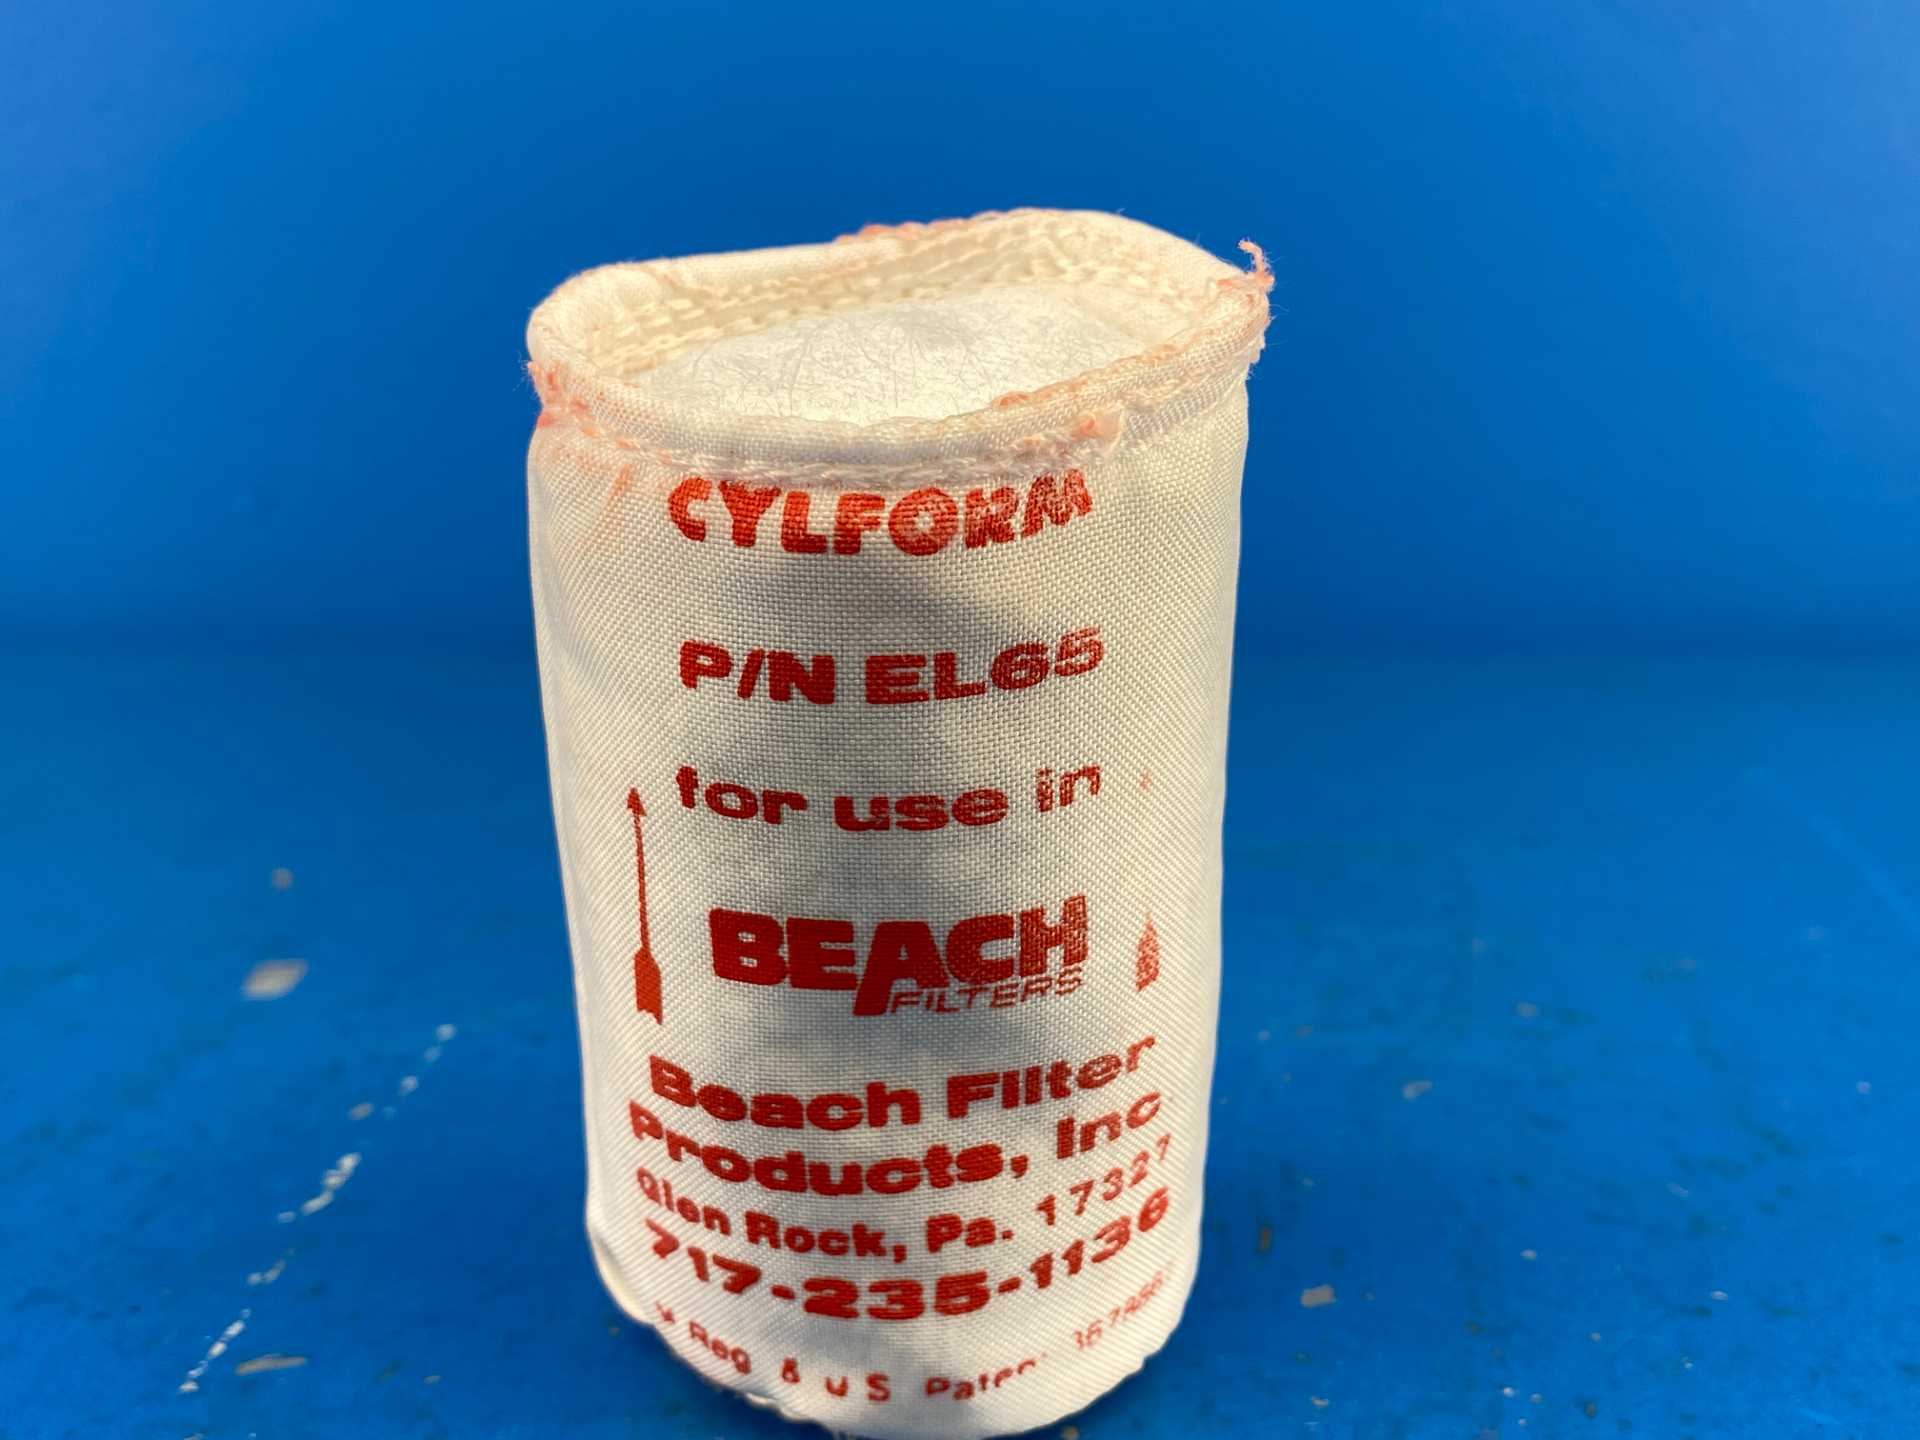 CYLFORM
P/N EL65
for use in
BEACH
FILTERS
Beach Filter
Products, Inc
Glen Rock, Pa. 17327
717-235-1136
Reg & U S